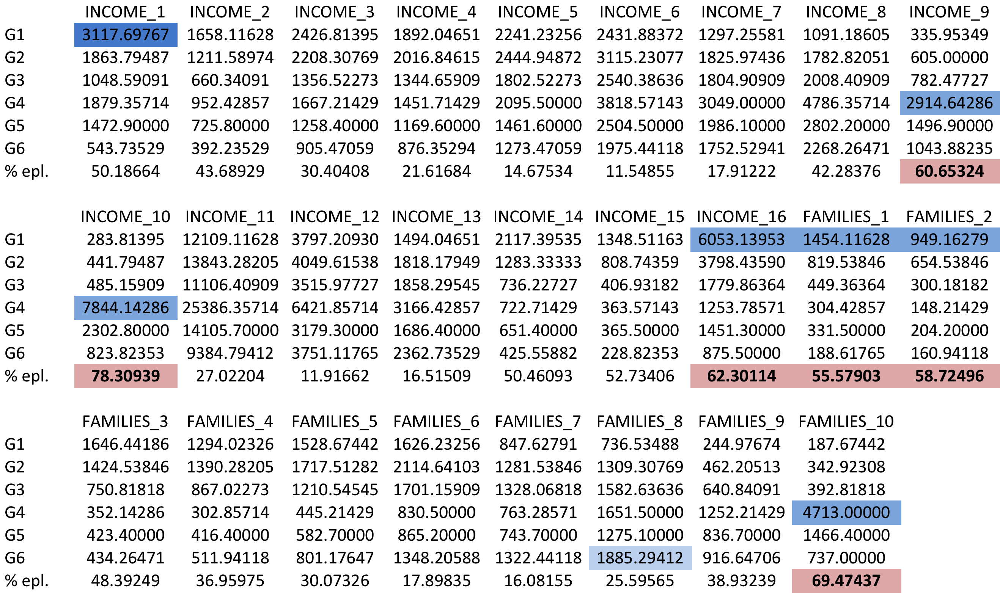 INCOME_1 INCOME_2 INCOME_3 INCOME_4 INCOME_5 INCOME_6 INCOME_7 INCOME_8 INCOME_9
G1 3117.69767 1658.11628 2426.81395 1892.04651 2241.23256 2431.88372 1297.25581 1091.18605 335.95349
G2 1863.79487 1211.58974 2208.30769 2016.84615 2444.94872 3115.23077 1825.97436 1782.82051 605.00000
G3 1048.59091 660.34091 1356.52273 1344.65909 1802.52273 2540.38636 1804.90909 2008.40909 782.47727
G4 1879.35714 952.42857 1667.21429 1451.71429 2095.50000 3818.57143 3049.00000 4786.35714 2914.64286
G5 1472.90000 725.80000 1258.40000 1169.60000 1461.60000 2504.50000 1986.10000 2802.20000 1496.90000
G6 543.73529 392.23529 905.47059 876.35294 1273.47059 1975.44118 1752.52941 2268.26471 1043.88235
% epl. 50.18664 43.68929 30.40408 21.61684 14.67534 11.54855 17.91222 42.28376 60.65324
INCOME_10 INCOME_11 INCOME_12 INCOME_13 INCOME_14 INCOME_15 INCOME_16 FAMILIES_1 FAMILIES_2
G1 283.81395 12109.11628 3797.20930 1494.04651 2117.39535 1348.51163 6053.13953 1454.11628 949.16279
G2 441.79487 13843.28205 4049.61538 1818.17949 1283.33333 808.74359 3798.43590 819.53846 654.53846
G3 485.15909 11106.40909 3515.97727 1858.29545 736.22727 406.93182 1779.86364 449.36364 300.18182
G4 7844.14286 25386.35714 6421.85714 3166.42857 722.71429 363.57143 1253.78571 304.42857 148.21429
G5 2302.80000 14105.70000 3179.30000 1686.40000 651.40000 365.50000 1451.30000 331.50000 204.20000
G6 823.82353 9384.79412 3751.11765 2362.73529 425.55882 228.82353 875.50000 188.61765 160.94118
% epl. 78.30939 27.02204 11.91662 16.51509 50.46093 52.73406 62.30114 55.57903 58.72496
FAMILIES_3 FAMILIES_4 FAMILIES_5 FAMILIES_6 FAMILIES_7 FAMILIES_8 FAMILIES_9 FAMILIES_10
G1 1646.44186 1294.02326 1528.67442 1626.23256 847.62791 736.53488 244.97674 187.67442
G2 1424.53846 1390.28205 1717.51282 2114.64103 1281.53846 1309.30769 462.20513 342.92308
G3 750.81818 867.02273 1210.54545 1701.15909 1328.06818 1582.63636 640.84091 392.81818
G4 352.14286 302.85714 445.21429 830.50000 763.28571 1651.50000 1252.21429 4713.00000
G5 423.40000 416.40000 582.70000 865.20000 743.70000 1275.10000 836.70000 1466.40000
G6 434.26471 511.94118 801.17647 1348.20588 1322.44118 1885.29412 916.64706 737.00000
% epl. 48.39249 36.95975 30.07326 17.89835 16.08155 25.59565 38.93239 69.47437